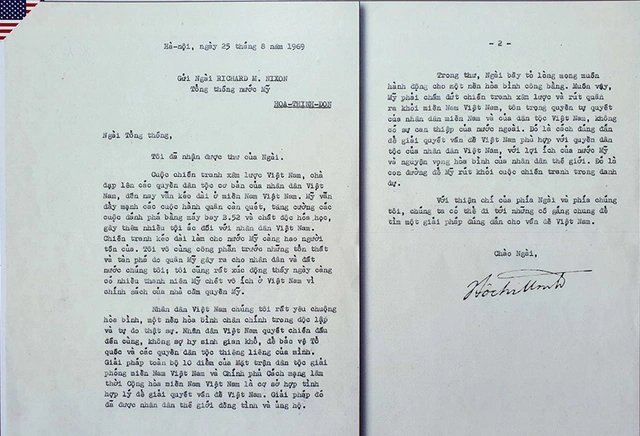 Hà-nội, ngày 25 tháng 8 năm 1969
Gửi Ngài RICHARD M. NIXON
Tổng thống nước Mỹ
HOA-THỊNH-ĐỐN
Ngài Tổng thống,
Tôi đã nhận được thư của Ngài.
Cuộc chiến tranh xâm lược Việt Nam, chà
đạp lên các quyền dân tộc cơ bản của nhân dân Việt
Nam, đến nay vẫn kéo dài ở miền Nam Việt Nam. Mỹ vẫn
đẩy mạnh các cuộc hành quân càn quét, tăng cường các
cuộc đánh phá bằng máy bay B.52 và chất độc hóa học,
gây thêm nhiều tội ác đối với nhân dân Việt Nam.
Chiến tranh kéo dài làm cho nước Mỹ càng hao người
tốn của. Tôi vô cùng công phẫn trước những tổn thất
và tàn phá do quân Mỹ gây ra cho nhân dân và đất
nước chúng tôi; tôi cũng rất xúc động thấy ngày càng
có nhiều thanh niên Mỹ chết vô ích ở Việt Nam vì
chính sách của nhà cầm quyền Mỹ.
Nhân dân Việt Nam chúng tôi rất yêu chuộng
hòa bình, một nền hòa bình chân chính trong độc lập
và tự do thật sự. Nhân dân Việt Nam quyết chiến đấu
đến cùng, không sợ hy sinh gian khổ, để bảo vệ Tổ
quốc và các quyền dân tộc thiêng liêng của mình.
Giải pháp toàn bộ 10 điểm của Mặt trận dân tộc giải
phóng miền Nam Việt Nam và Chính phủ Cách mạng lâm
thời Cộng hòa miền Nam Việt Nam là cơ sở hợp tình
hợp lý để giải quyết vấn đề Việt Nam. Giải pháp đó
đã được nhân dân thế giới đồng tình và ủng hộ.
- 2 -
Trong thư, Ngài bày tỏ lòng mong muốn
hành động cho một nền hòa bình công bằng. Muốn vậy,
Mỹ phải chấm dứt chiến tranh xâm lược và rút quân
ra khỏi miền Nam Việt Nam, tôn trọng quyền tự quyết
của nhân dân miền Nam và của dân tộc Việt Nam, không
có sự can thiệp của nước ngoài. Đó là cách đúng đắn
để giải quyết vấn đề Việt Nam phù hợp với quyền dân
tộc của nhân dân Việt Nam, với lợi ích của nước Mỹ
và nguyện vọng hòa bình của nhân dân thế giới. Đó là
con đường để Mỹ rút khỏi cuộc chiến tranh trong danh
dự.
Với thiện chí của phía Ngài và phía chúng
tôi, chúng ta có thể đi tới những cố gắng chung để
tìm một giải pháp đúng đắn cho vấn đề Việt Nam.
Chào Ngài,
Hồ Chí Minh